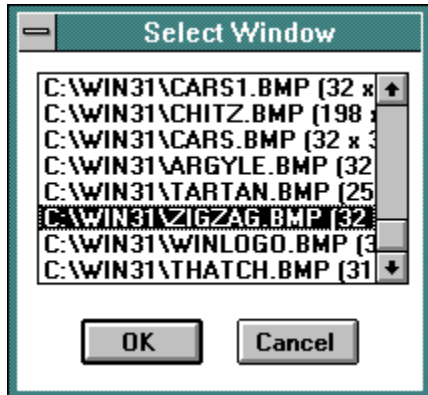 Select Window
C:\WIN31\CARS1.BMP (32 x
C:\WIN31\CHITZ.BMP (198
C:\WIN31\CARS.BMP (32 x 3
C:\WIN31\ARGYLE.BMP (32
C:\WIN31\TARTAN.BMP (25
C:\WIN31\ZIGZAG.BMP (32
C:\WIN31\WINLOGO.BMP (3
C:\WIN31\THATCH.BMP (31
OK Cancel